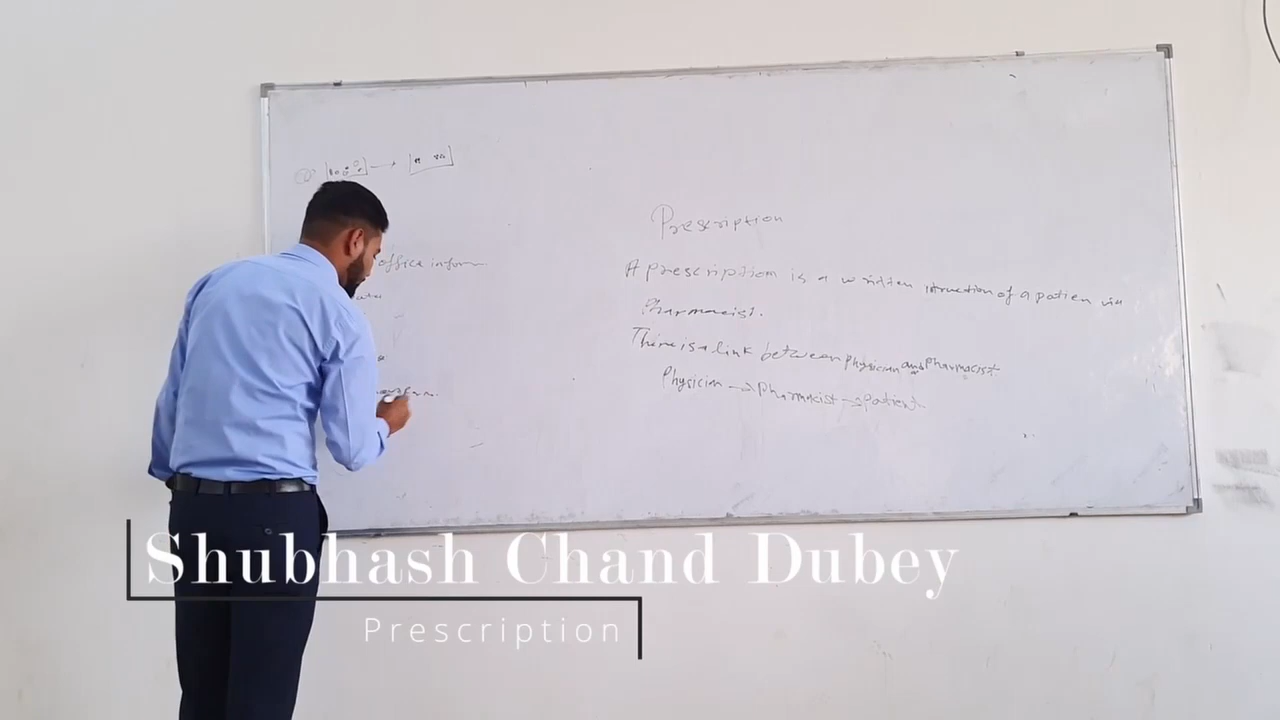 office inform
Prescription
A prescription is a written
of a patien via
Pharmacist.
There is a link between physician and pharmacist
Physician → pharmacist → patient.
Shubhash Chand Dubey
Prescription